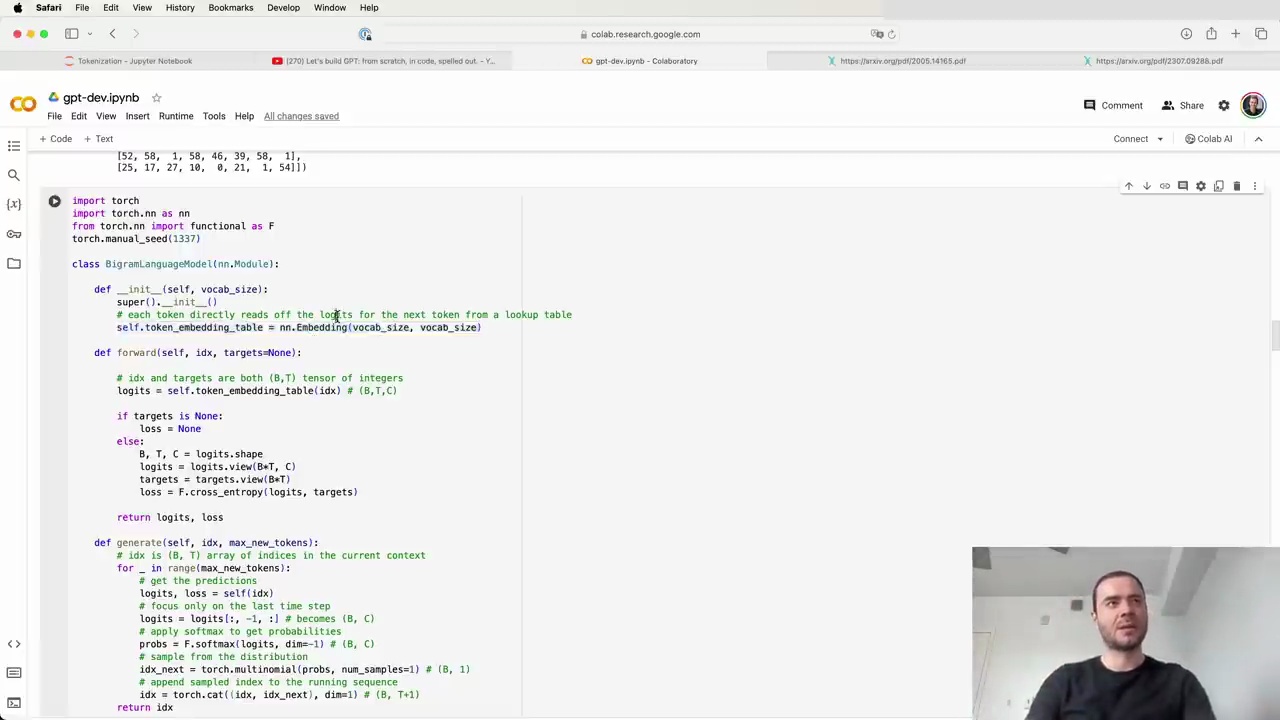 Safari File Edit View History Bookmarks Develop Window Help
colab.research.google.com
Tokenization - Jupyter Notebook
(270) Let's build GPT: from scratch, in code, spelled out. - Y...
gpt-dev.ipynb - Colaboratory
https://arxiv.org/pdf/2005.14165.pdf
https://arxiv.org/pdf/2307.09288.pdf
gpt-dev.ipynb
Comment Share
File Edit View Insert Runtime Tools Help All changes saved
+ Code + Text
Connect Colab AI
[52, 58, 1, 58, 46, 39, 58, 1],
[25, 17, 27, 10, 0, 21, 1, 54]])
import torch
import torch.nn as nn
from torch.nn import functional as F
torch.manual_seed(1337)
class BigramLanguageModel(nn.Module):
def __init__(self, vocab_size):
super().__init__()
# each token directly reads off the logits for the next token from a lookup table
self.token_embedding_table = nn.Embedding(vocab_size, vocab_size)
def forward(self, idx, targets=None):
# idx and targets are both (B,T) tensor of integers
logits = self.token_embedding_table(idx) # (B,T,C)
if targets is None:
loss = None
else:
B, T, C = logits.shape
logits = logits.view(B*T, C)
targets = targets.view(B*T)
loss = F.cross_entropy(logits, targets)
return logits, loss
def generate(self, idx, max_new_tokens):
# idx is (B, T) array of indices in the current context
for _ in range(max_new_tokens):
# get the predictions
logits, loss = self(idx)
# focus only on the last time step
logits = logits[:, -1, :] # becomes (B, C)
# apply softmax to get probabilities
probs = F.softmax(logits, dim=-1) # (B, C)
# sample from the distribution
idx_next = torch.multinomial(probs, num_samples=1) # (B, 1)
# append sampled index to the running sequence
idx = torch.cat((idx, idx_next), dim=1) # (B, T+1)
return idx